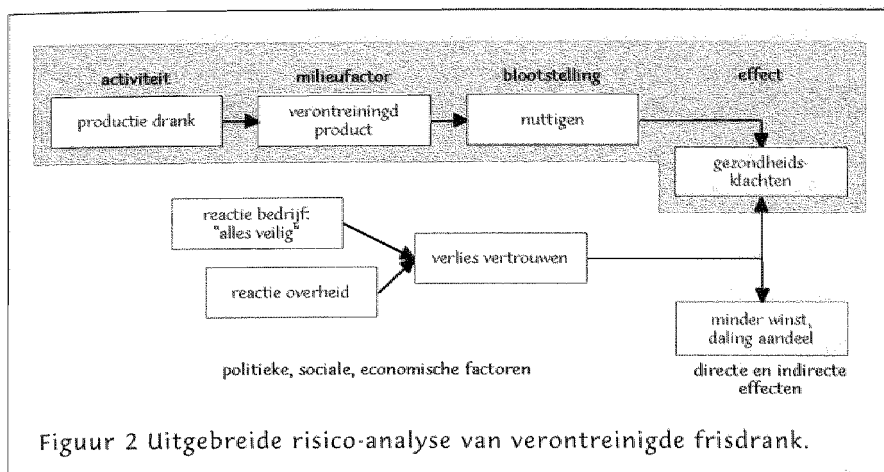 activiteit milieufactor blootstelling effect
productie drank
verontreiningd
product
nuttigen
gezondheids-
klachten
reactie bedrijf:
"alles veilig"
verlies vertrouwen
reactie overheid
minder winst,
daling aandeel
politieke, sociale, economische factoren
directe en indirecte
effecten
Figuur 2 Uitgebreide risico-analyse van verontreinigde frisdrank.